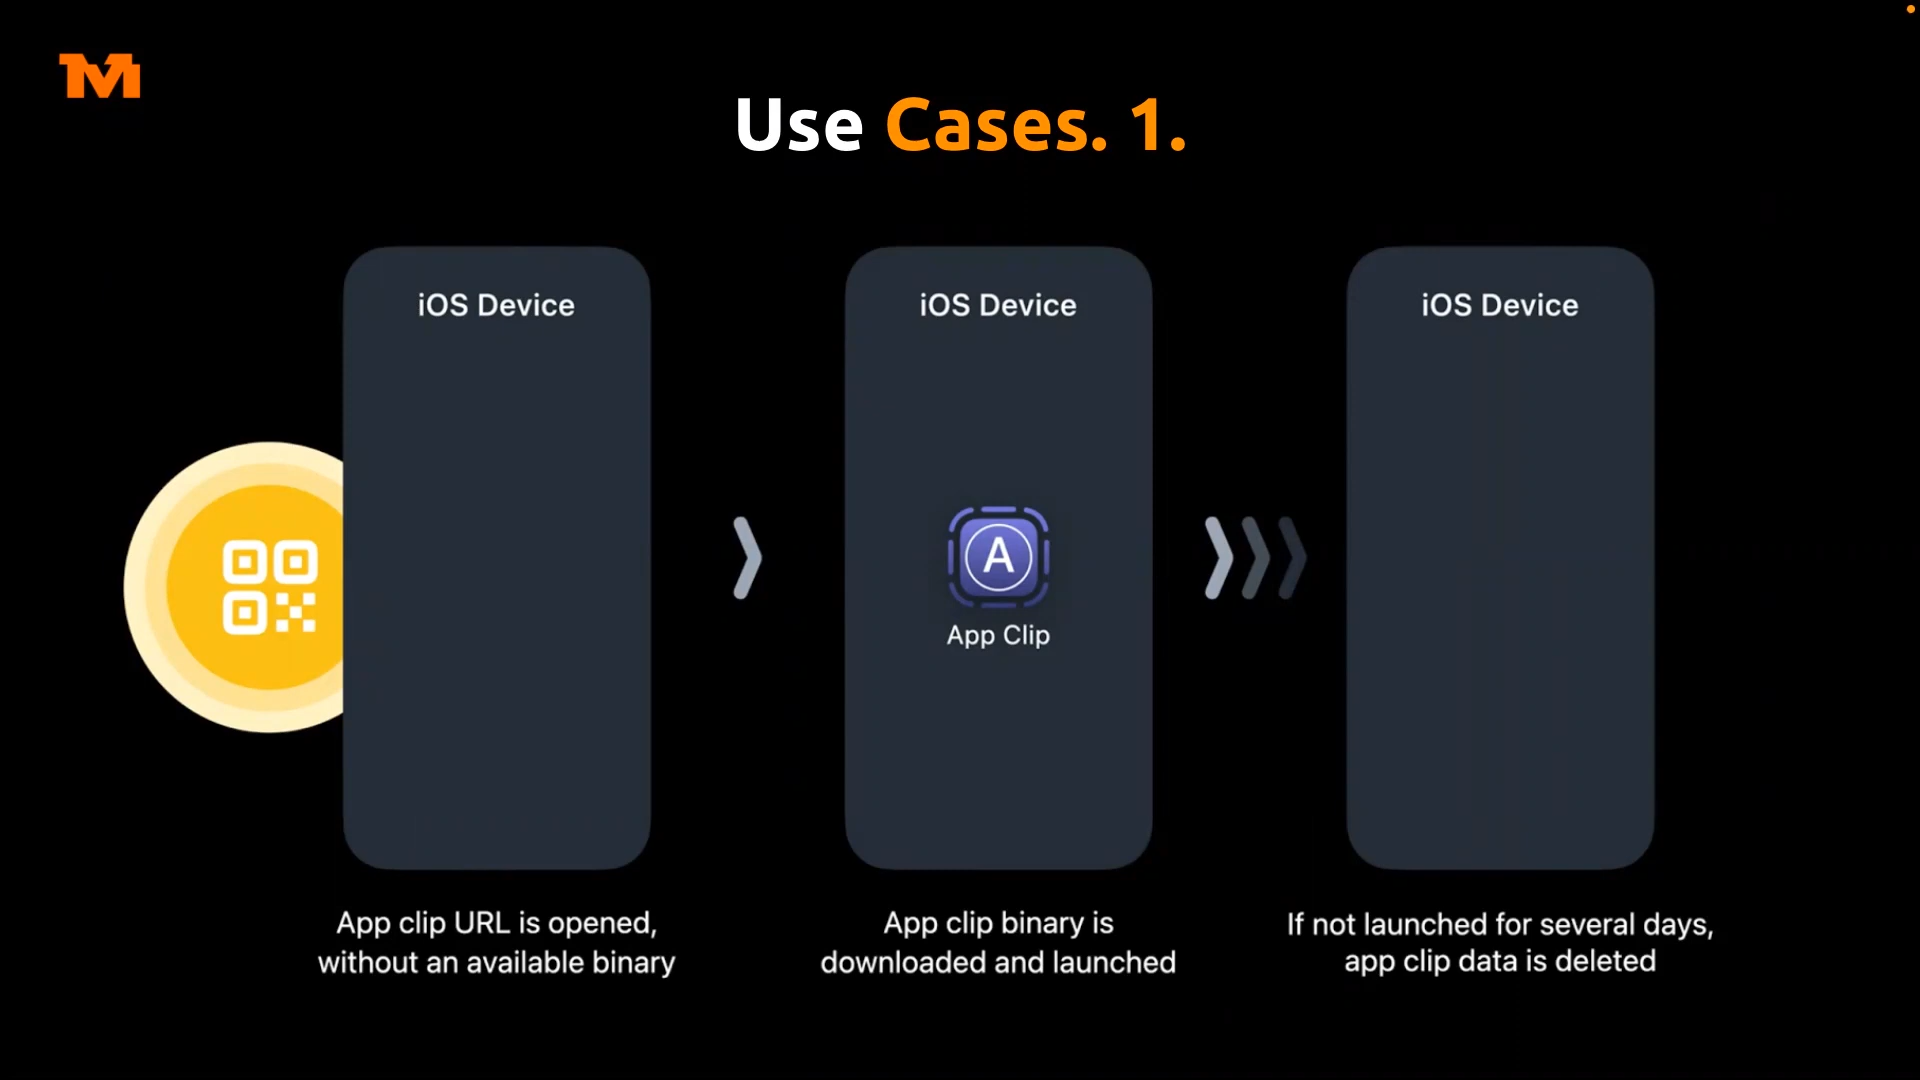 M
Use Cases. 1.
iOS Device
iOS Device
iOS Device
A
App Clip
App clip URL is opened,
without an available binary
App clip binary is
downloaded and launched
If not launched for several days,
app clip data is deleted